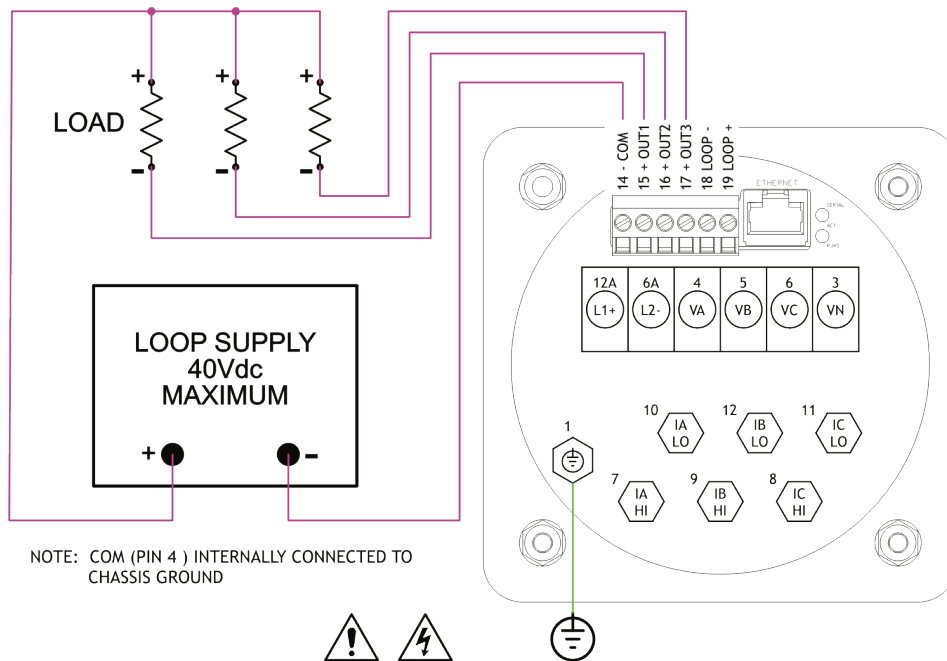 + + +
LOAD
- - -
14 - COM
15 + OUT1
16 + OUT2
17 + OUT3
18 LOOP -
19 LOOP +
ETHERNET
SERIAL
ACT
12A 6A 4 5 6 3
L1+ L2- VA VB VC VN
LOOP SUPPLY
40Vdc
MAXIMUM
+ -
10 12 11
IA IB IC
LO LO LO
1
7 9 8
IA IB IC
HI HI HI
NOTE: COM (PIN 4 ) INTERNALLY CONNECTED TO
CHASSIS GROUND